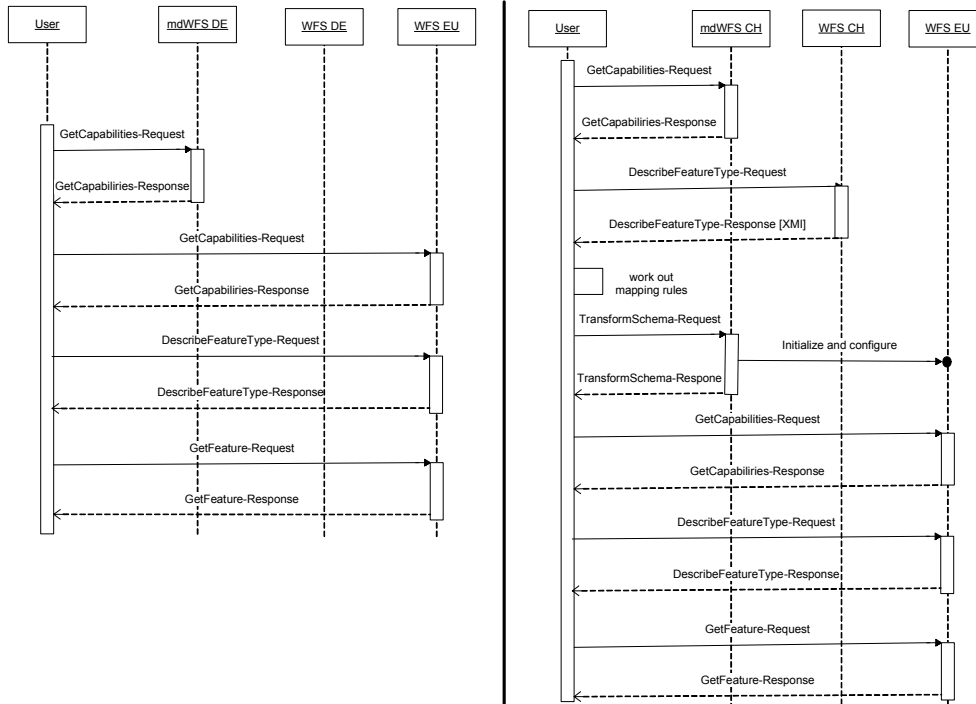 User
mdWFS DE
WFS DE
WFS EU
GetCapabilities-Request
GetCapabiliries-Response
GetCapabilities-Request
GetCapabiliries-Response
DescribeFeatureType-Request
DescribeFeatureType-Response
GetFeature-Request
GetFeature-Response
User
mdWFS CH
WFS CH
WFS EU
GetCapabilities-Request
GetCapabiliries-Response
DescribeFeatureType-Request
DescribeFeatureType-Response [XMI]
work out
mapping rules
TransformSchema-Request
Initialize and configure
TransformSchema-Respone
GetCapabilities-Request
GetCapabiliries-Response
DescribeFeatureType-Request
DescribeFeatureType-Response
GetFeature-Request
GetFeature-Response